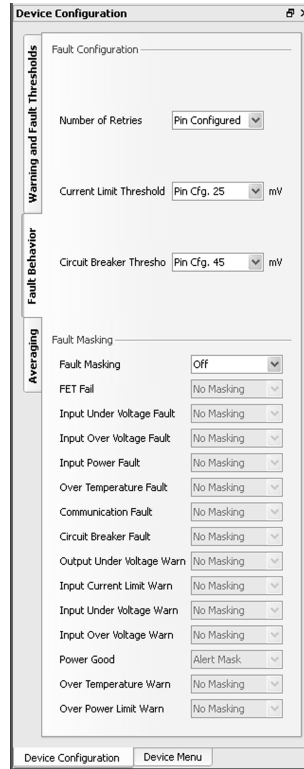 Device Configuration
Warning and Fault Thresholds
Fault Behavior
Averaging
Fault Configuration
Number of Retries Pin Configured
Current Limit Threshold Pin Cfg. 25 mV
Circuit Breaker Thresho Pin Cfg. 45 mV
Fault Masking
Fault Masking Off
FET Fail No Masking
Input Under Voltage Fault No Masking
Input Over Voltage Fault No Masking
Input Power Fault No Masking
Over Temperature Fault No Masking
Communication Fault No Masking
Circuit Breaker Fault No Masking
Output Under Voltage Warn No Masking
Input Current Limit Warn No Masking
Input Under Voltage Warn No Masking
Input Over Voltage Warn No Masking
Power Good Alert Mask
Over Temperature Warn No Masking
Over Power Limit Warn No Masking
Device Configuration Device Menu